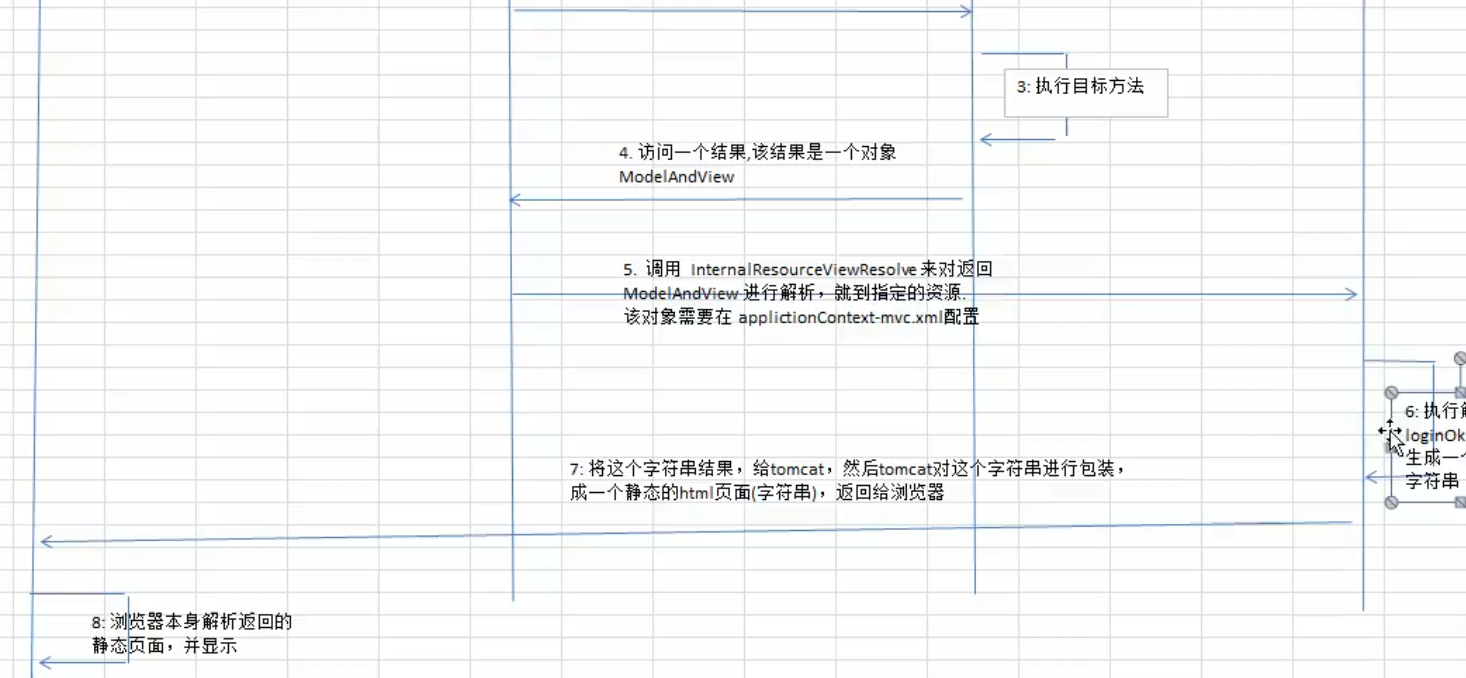 3: 执行目标方法
4. 访问一个结果,该结果是一个对象
ModelAndView
5. 调用 InternalResourceViewResolve 来对返回
ModelAndView 进行解析，就到指定的资源.
该对象需要在 applictionContext-mvc.xml配置
6: 执行
loginOk
生成一个
字符串
7: 将这个字符串结果，给tomcat，然后tomcat对这个字符串进行包装，
成一个静态的html页面(字符串)，返回给浏览器
8: 浏览器本身解析返回的
静态页面，并显示